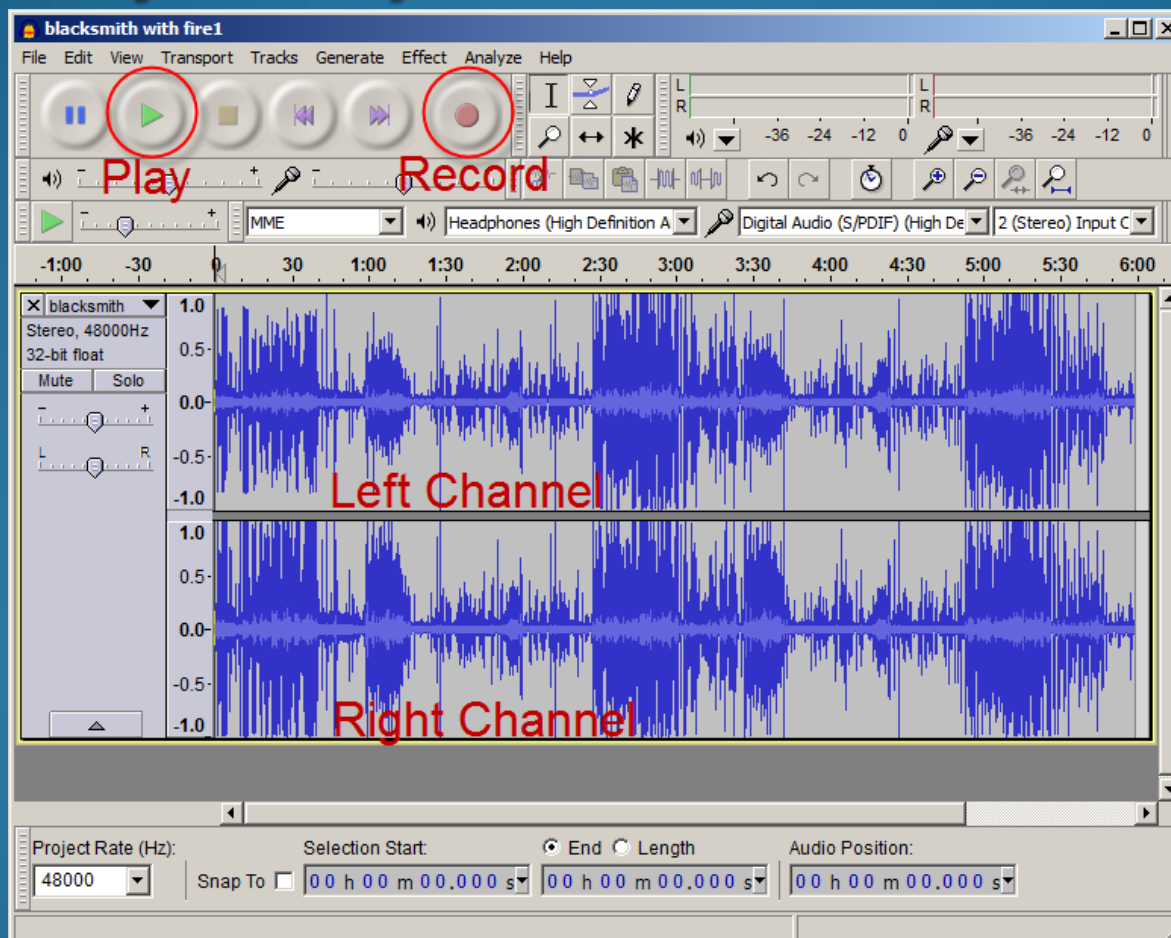 blacksmith with fire1
File Edit View Transport Tracks Generate Effect Analyze Help
L
R
-36 -24 -12 0
L
R
-36 -24 -12 0
Play
Record
MME
Headphones (High Definition A
Digital Audio (S/PDIF) (High De
2 (Stereo) Input C
-1:00 -30 0 30 1:00 1:30 2:00 2:30 3:00 3:30 4:00 4:30 5:00 5:30 6:00
blacksmith
Stereo, 48000Hz
32-bit float
Mute Solo
- +
L R
1.0
0.5-
0.0-
-0.5-
-1.0
Left Channel
1.0
0.5-
0.0-
-0.5-
-1.0
Right Channel
Project Rate (Hz):
48000
Snap To
Selection Start:
00 h 00 m 00.000 s
End Length
00 h 00 m 00.000 s
Audio Position:
00 h 00 m 00.000 s